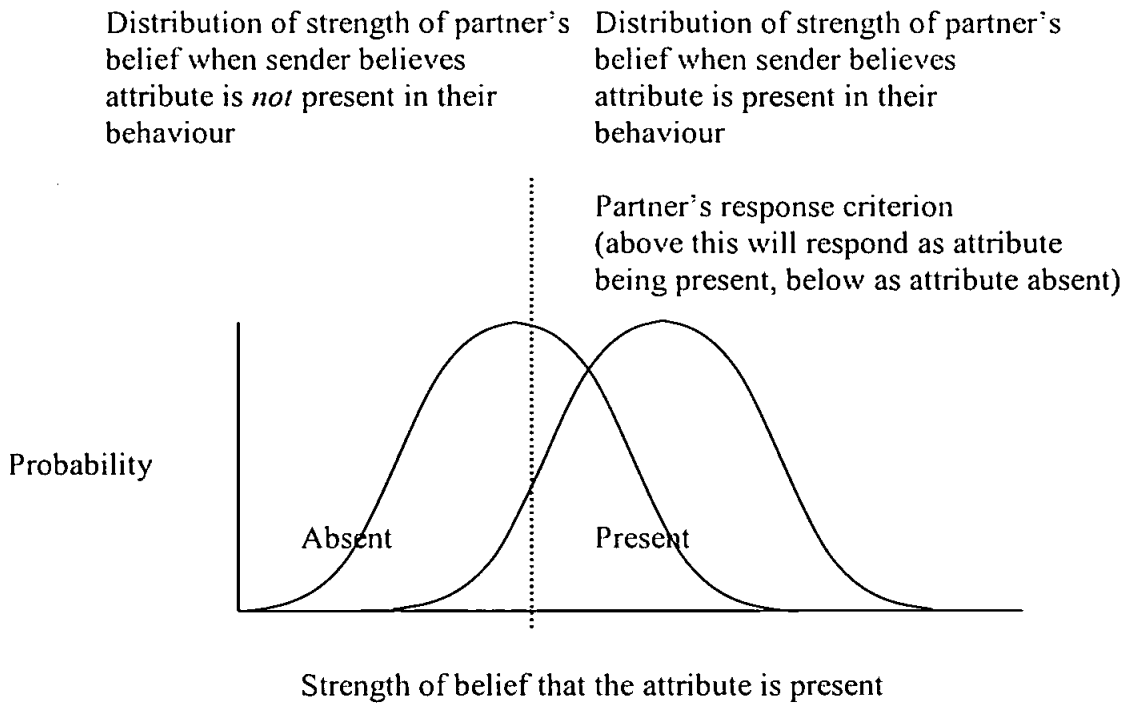 Distribution of strength of partner's
belief when sender believes
attribute is not present in their
behaviour
Distribution of strength of partner's
belief when sender believes
attribute is present in their
behaviour
Partner's response criterion
(above this will respond as attribute
being present, below as attribute absent)
Probability
Absent
Present
Strength of belief that the attribute is present